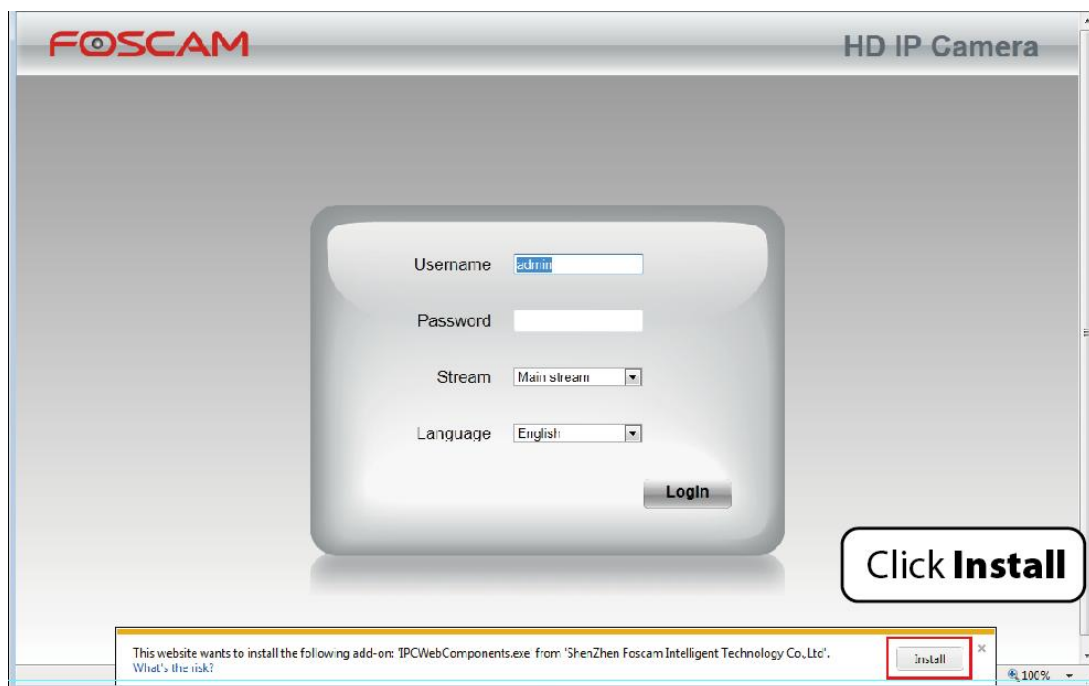 FOSCAM
HD IP Camera
Username admin
Password
Stream Main stream
Language English
Login
Click Install
This website wants to install the following add-on: 'IPCWebComponents.exe' from 'ShenZhen Foscam Intelligent Technology Co,Ltd'.
What's the risk?
Install
100%